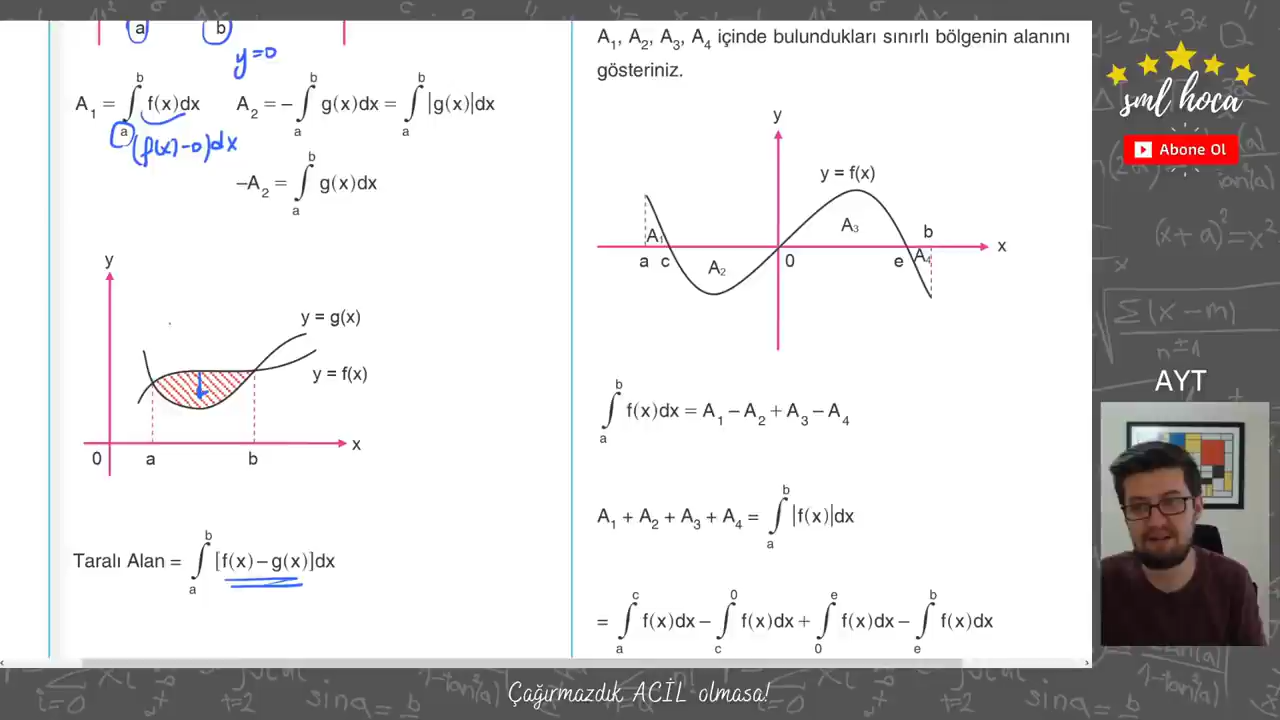 a b
y=0
A1 = ∫ab f(x)dx A2 = – ∫ab g(x)dx = ∫ab |g(x)|dx
(f(x)-0)dx
–A2 = ∫ab g(x)dx
y
y = g(x)
y = f(x)
x
0 a b
Taralı Alan = ∫ab [f(x) – g(x)]dx
A1, A2, A3, A4 içinde bulundukları sınırlı bölgenin alanını
gösteriniz.
y
y = f(x)
A1 A3 b
x
a c A2 0 e A4
∫ab f(x)dx = A1 – A2 + A3 – A4
A1 + A2 + A3 + A4 = ∫ab |f(x)|dx
= ∫ac f(x)dx – ∫c0 f(x)dx + ∫0e f(x)dx – ∫eb f(x)dx
sml hoca
Abone Ol
AYT
Çağırmazdık ACİL olmasa!